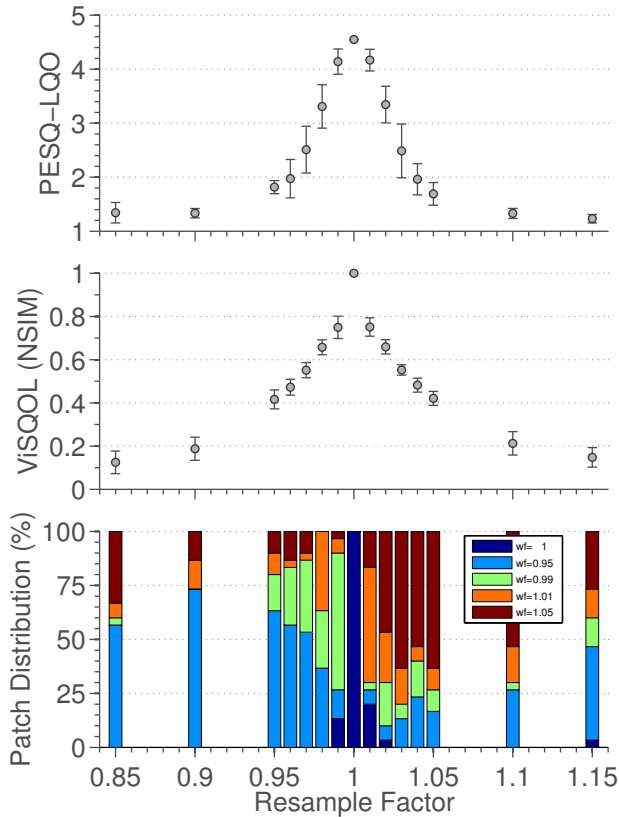 5
4
3
2
1
PESQ−LQO
1
0.8
0.6
0.4
0.2
0
ViSQOL (NSIM)
100
75
50
25
0
Patch Distribution (%)
wf= 1
wf=0.95
wf=0.99
wf=1.01
wf=1.05
0.85 0.9 0.95 1 1.05 1.1 1.15
Resample Factor